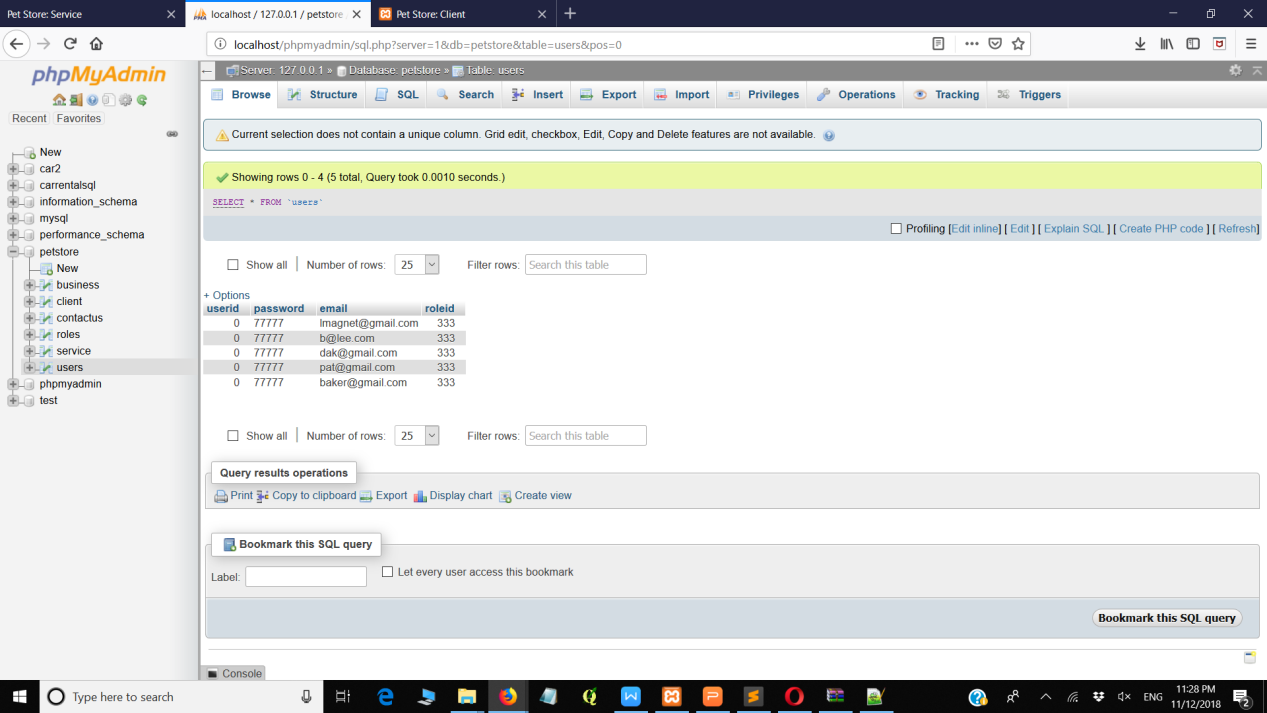 Pet Store: Service
localhost / 127.0.0.1 / petstore
Pet Store: Client
localhost/phpmyadmin/sql.php?server=1&db=petstore&table=users&pos=0
phpMyAdmin
Recent Favorites
New
car2
carrentalsql
information_schema
mysql
performance_schema
petstore
New
business
client
contactus
roles
service
users
phpmyadmin
test
Server: 127.0.0.1 » Database: petstore » Table: users
Browse Structure SQL Search Insert Export Import Privileges Operations Tracking Triggers
Current selection does not contain a unique column. Grid edit, checkbox, Edit, Copy and Delete features are not available.
Showing rows 0 - 4 (5 total, Query took 0.0010 seconds.)
SELECT * FROM `users`
Profiling [Edit inline] [ Edit ] [ Explain SQL ] [ Create PHP code ] [ Refresh]
Show all Number of rows: 25 Filter rows: Search this table
+ Options
userid password email roleid
0 77777 lmagnet@gmail.com 333
0 77777 b@lee.com 333
0 77777 dak@gmail.com 333
0 77777 pat@gmail.com 333
0 77777 baker@gmail.com 333
Show all Number of rows: 25 Filter rows: Search this table
Query results operations
Print Copy to clipboard Export Display chart Create view
Bookmark this SQL query
Label: Let every user access this bookmark
Bookmark this SQL query
Console
Type here to search
ENG
11:28 PM
11/12/2018
2